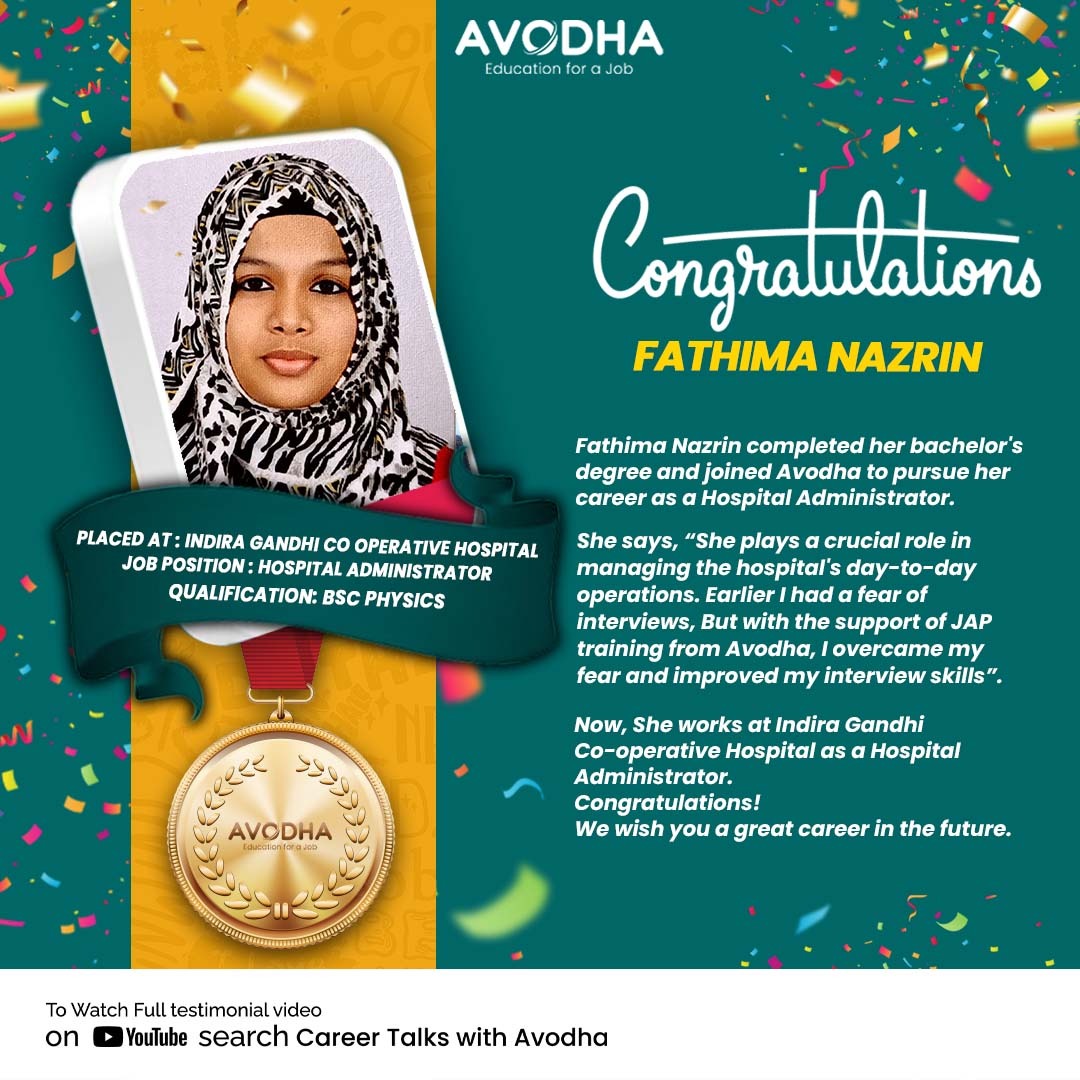 AVODHA
Education for a Job
Congratulations
FATHIMA NAZRIN
Fathima Nazrin completed her bachelor's
degree and joined Avodha to pursue her
career as a Hospital Administrator.
She says, “She plays a crucial role in
managing the hospital's day-to-day
operations. Earlier I had a fear of
interviews, But with the support of JAP
training from Avodha, I overcame my
fear and improved my interview skills”.
Now, She works at Indira Gandhi
Co-operative Hospital as a Hospital
Administrator.
Congratulations!
We wish you a great career in the future.
PLACED AT : INDIRA GANDHI CO OPERATIVE HOSPITAL
JOB POSITION : HOSPITAL ADMINISTRATOR
QUALIFICATION: BSC PHYSICS
AVODHA
Education for a Job
To Watch Full testimonial video
on YouTube search Career Talks with Avodha